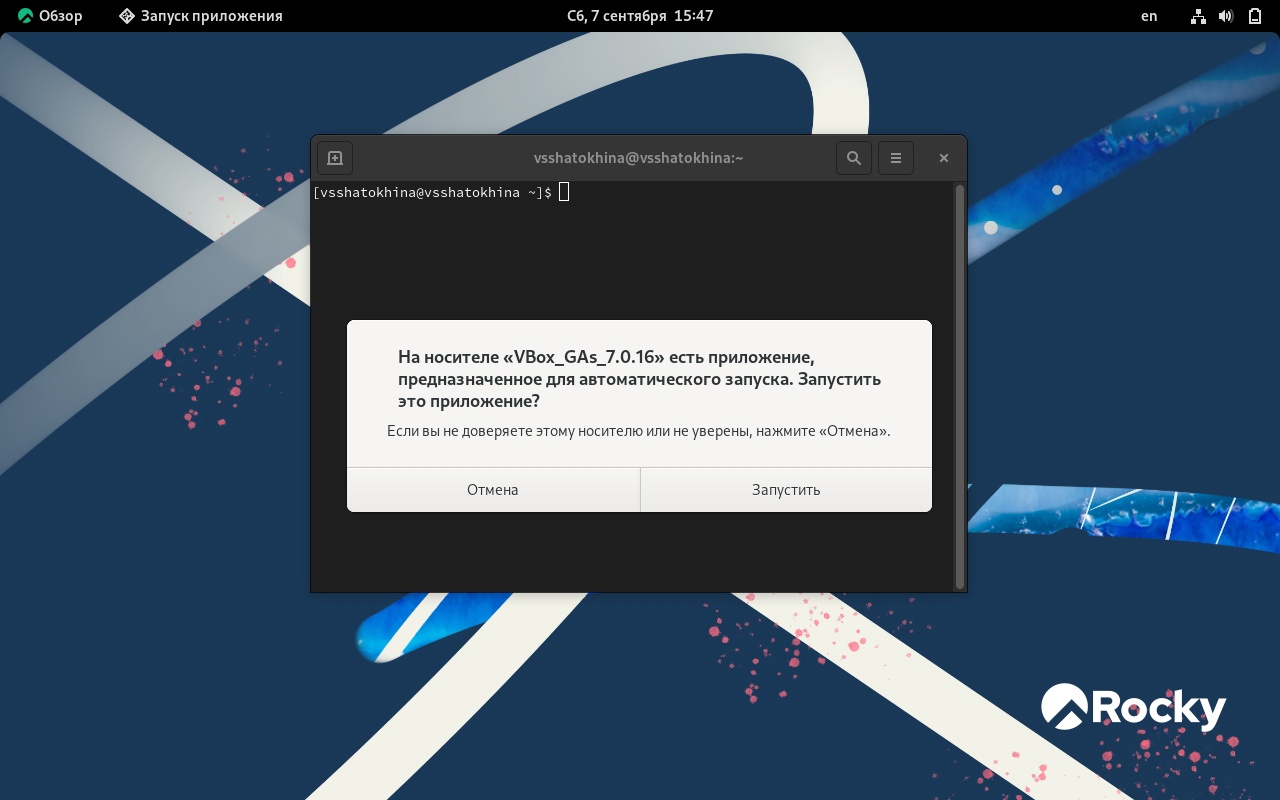 Обзор Запуск приложения Сб, 7 сентября 15:47 en
vsshatokhina@vsshatokhina:~
[vsshatokhina@vsshatokhina ~]$
На носителе «VBox_GAs_7.0.16» есть приложение,
предназначенное для автоматического запуска. Запустить
это приложение?
Если вы не доверяете этому носителю или не уверены, нажмите «Отмена».
Отмена Запустить
Rocky